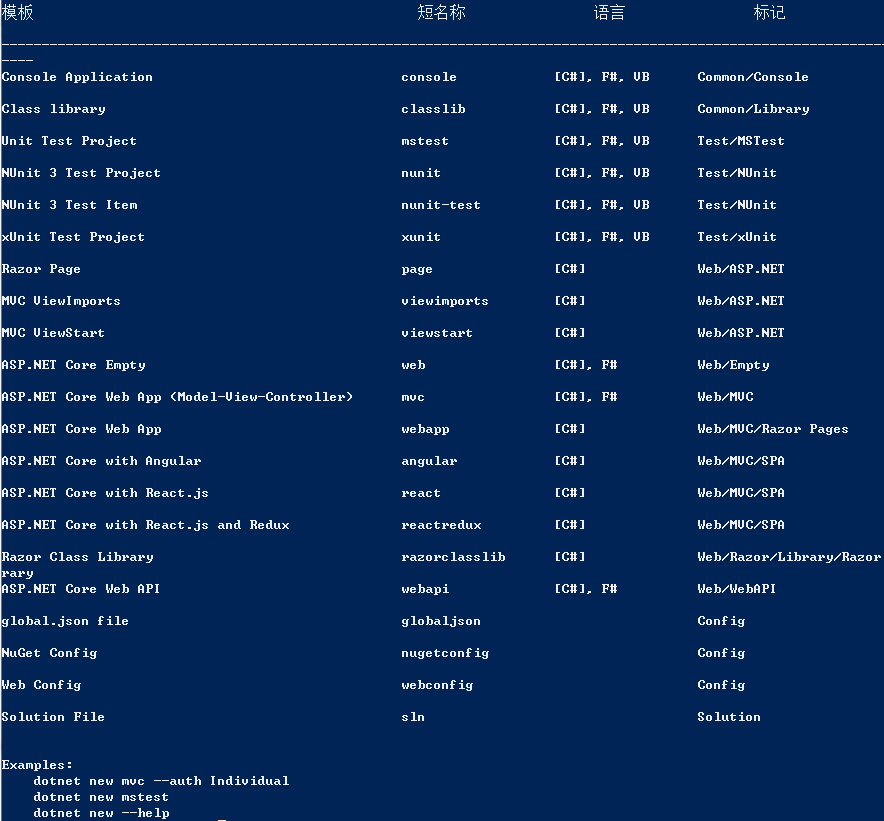 模板 短名称 语言 标记
--------------------------------------------------------------------------------------------------------------
----
Console Application console [C#], F#, VB Common/Console
Class library classlib [C#], F#, VB Common/Library
Unit Test Project mstest [C#], F#, VB Test/MSTest
NUnit 3 Test Project nunit [C#], F#, VB Test/NUnit
NUnit 3 Test Item nunit-test [C#], F#, VB Test/NUnit
xUnit Test Project xunit [C#], F#, VB Test/xUnit
Razor Page page [C#] Web/ASP.NET
MVC ViewImports viewimports [C#] Web/ASP.NET
MVC ViewStart viewstart [C#] Web/ASP.NET
ASP.NET Core Empty web [C#], F# Web/Empty
ASP.NET Core Web App (Model-View-Controller) mvc [C#], F# Web/MVC
ASP.NET Core Web App webapp [C#] Web/MVC/Razor Pages
ASP.NET Core with Angular angular [C#] Web/MVC/SPA
ASP.NET Core with React.js react [C#] Web/MVC/SPA
ASP.NET Core with React.js and Redux reactredux [C#] Web/MVC/SPA
Razor Class Library razorclasslib [C#] Web/Razor/Library/Razor
rary
ASP.NET Core Web API webapi [C#], F# Web/WebAPI
global.json file globaljson Config
NuGet Config nugetconfig Config
Web Config webconfig Config
Solution File sln Solution
Examples:
dotnet new mvc --auth Individual
dotnet new mstest
dotnet new --help